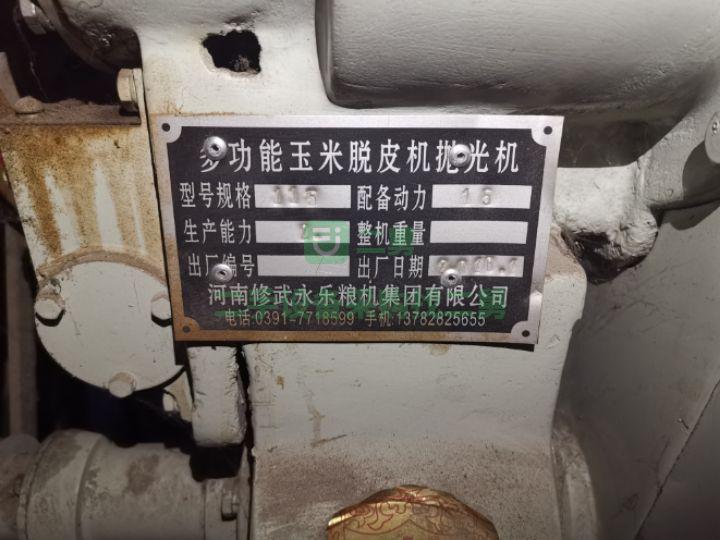 多功能玉米脱皮机抛光机
型号规格 115 配备动力 15
生产能力 整机重量
出厂编号 出厂日期
河南修武永乐粮机集团有限公司
电话:0391-7718599 手机:13782825655